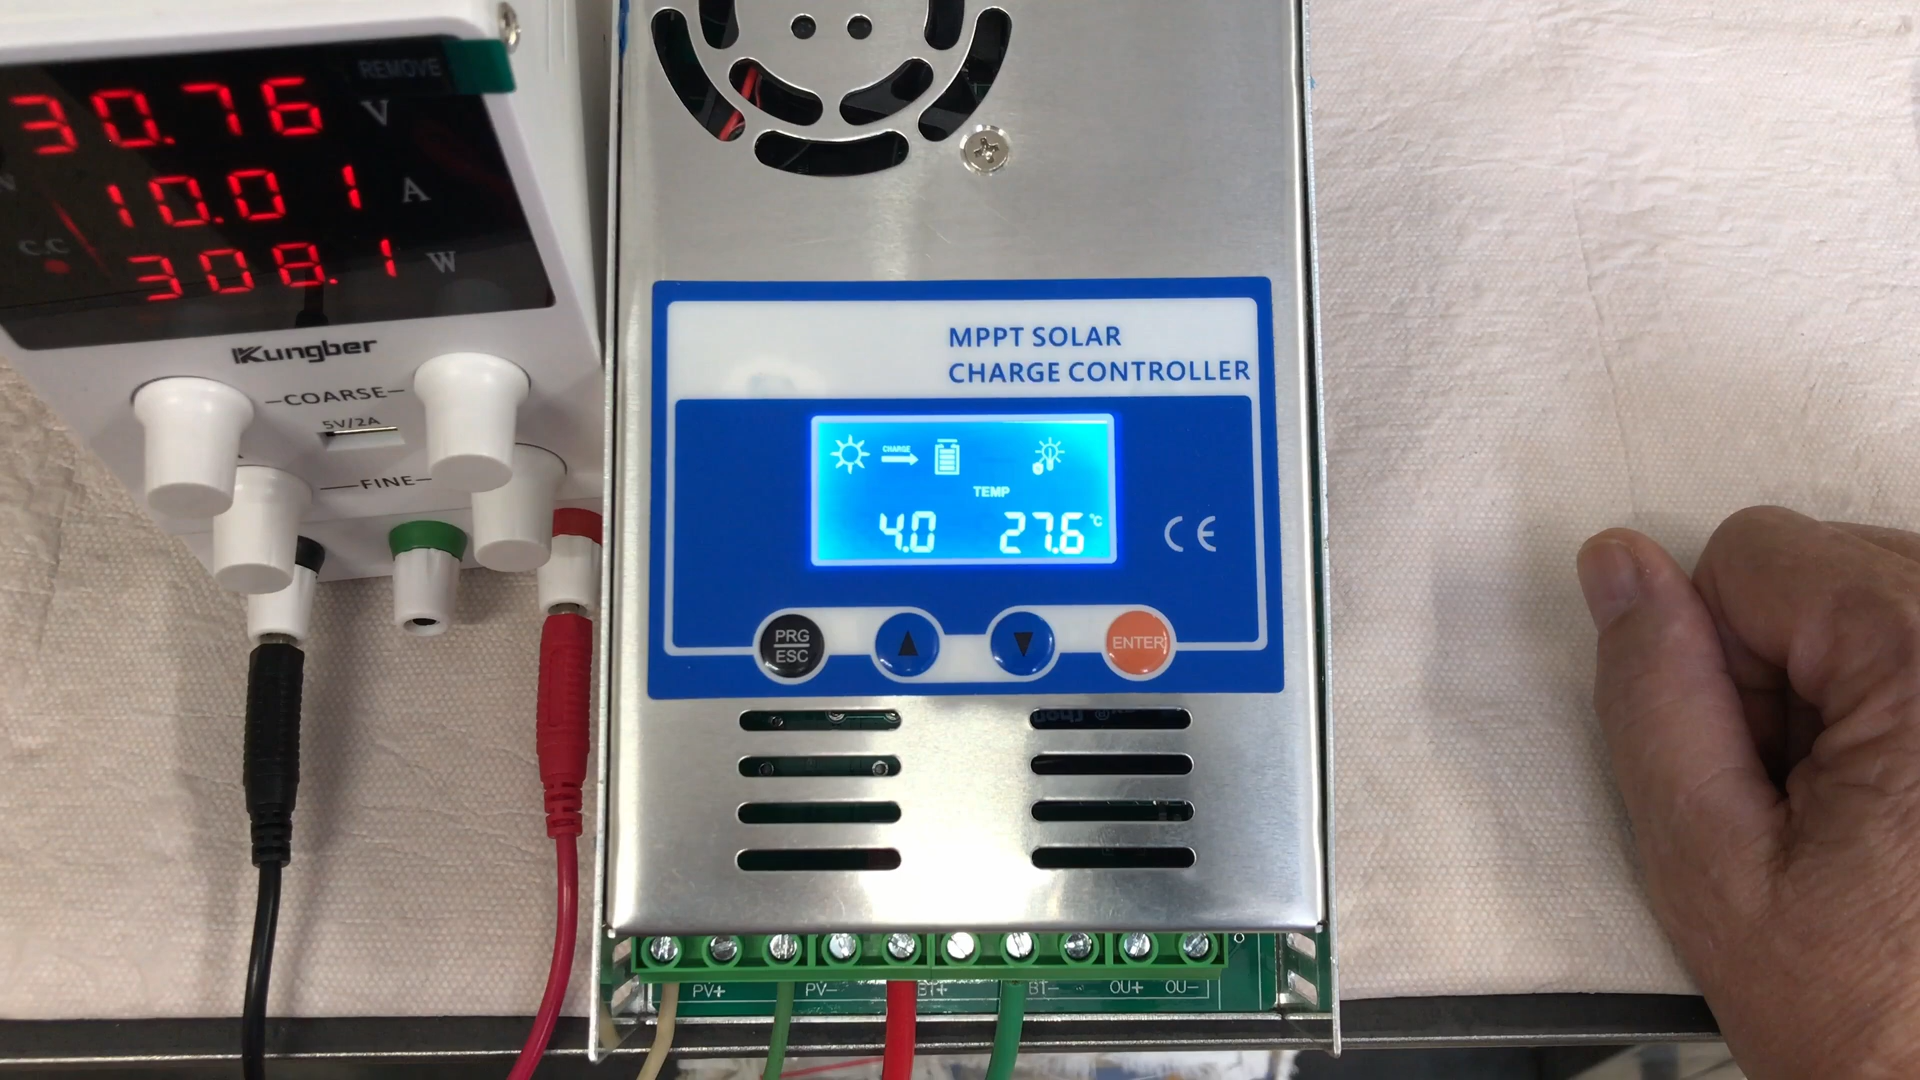 REMOVE
30.76 V
10.01 A
C.C
308.1 W
Kungber
COARSE
5V/2A
FINE
MPPT SOLAR
CHARGE CONTROLLER
CHARGE
TEMP
4.0 27.6 °C
CE
PRG
ESC
ENTER
PV+ PV- BT+ BT- OU+ OU-